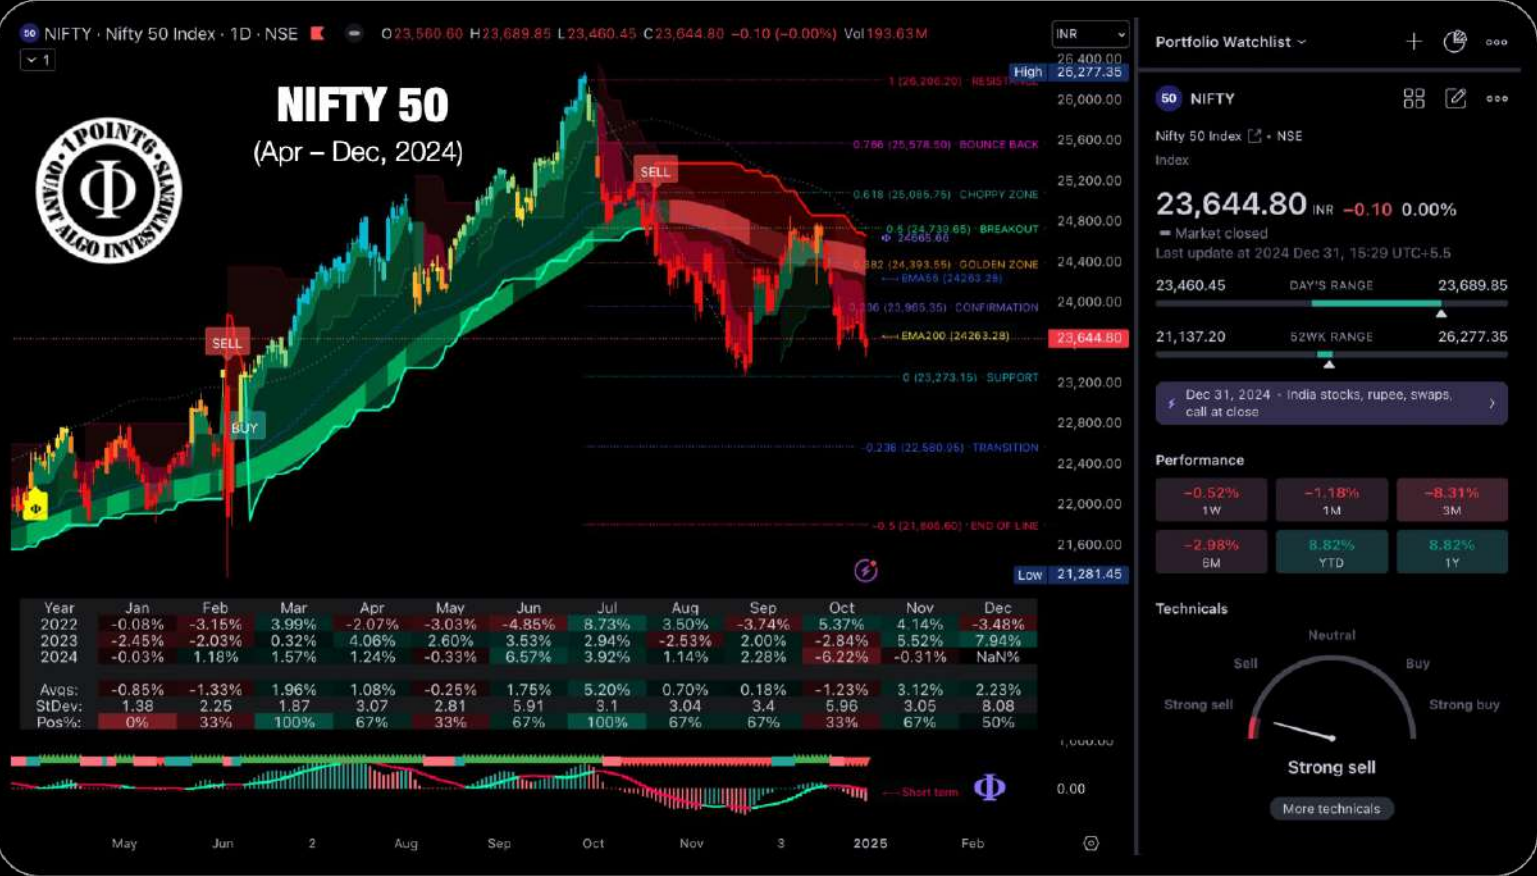 50 NIFTY · Nifty 50 Index · 1D · NSE O23,560.60 H23,689.85 L23,460.45 C23,644.80 −0.10 (−0.00%) Vol193.63M
1
INR
NIFTY 50
(Apr – Dec, 2024)
·1POINT6·
QUANT ALGO INVESTMENTS
Φ
SELL
BUY
Φ
SELL
1 (26,206.20) · RESISTANCE
0.786 (25,578.50) BOUNCE BACK
0.618 (25,085.75) CHOPPY ZONE
0.5 (24,739.65) · BREAKOUT
Φ 24665.66
(24,393.55) GOLDEN ZONE
EMA55 (24263.28)
(23,965.35) CONFIRMATION
EMA200 (24263.28)
0 (23,273.15) SUPPORT
-0.236 (22,580.95) · TRANSITION
-0.5 (21,806.60) · END OF LINE
26,400.00
High 26,277.35
26,000.00
25,600.00
25,200.00
24,800.00
24,400.00
24,000.00
23,644.80
23,200.00
22,800.00
22,400.00
22,000.00
21,600.00
Low 21,281.45
Year Jan Feb Mar Apr May Jun Jul Aug Sep Oct Nov Dec
2022 -0.08% -3.15% 3.99% -2.07% -3.03% -4.85% 8.73% 3.50% -3.74% 5.37% 4.14% -3.48%
2023 -2.45% -2.03% 0.32% 4.06% 2.60% 3.53% 2.94% -2.53% 2.00% -2.84% 5.52% 7.94%
2024 -0.03% 1.18% 1.57% 1.24% -0.33% 6.57% 3.92% 1.14% 2.28% -6.22% -0.31% NaN%
Avgs: -0.85% -1.33% 1.96% 1.08% -0.25% 1.75% 5.20% 0.70% 0.18% -1.23% 3.12% 2.23%
StDev: 1.38 2.25 1.87 3.07 2.81 5.91 3.1 3.04 3.4 5.96 3.05 8.08
Pos%: 0% 33% 100% 67% 33% 67% 100% 67% 67% 33% 67% 50%
1,000.00
Short term Φ 0.00
May Jun 2 Aug Sep Oct Nov 3 2025 Feb
Portfolio Watchlist
50 NIFTY
Nifty 50 Index · NSE
Index
23,644.80 INR −0.10 0.00%
Market closed
Last update at 2024 Dec 31, 15:29 UTC+5.5
23,460.45 DAY'S RANGE 23,689.85
21,137.20 52WK RANGE 26,277.35
Dec 31, 2024 · India stocks, rupee, swaps,
call at close
Performance
−0.52% −1.18% −8.31%
1W 1M 3M
−2.98% 8.82% 8.82%
6M YTD 1Y
Technicals
Neutral
Sell Buy
Strong sell Strong buy
Strong sell
More technicals